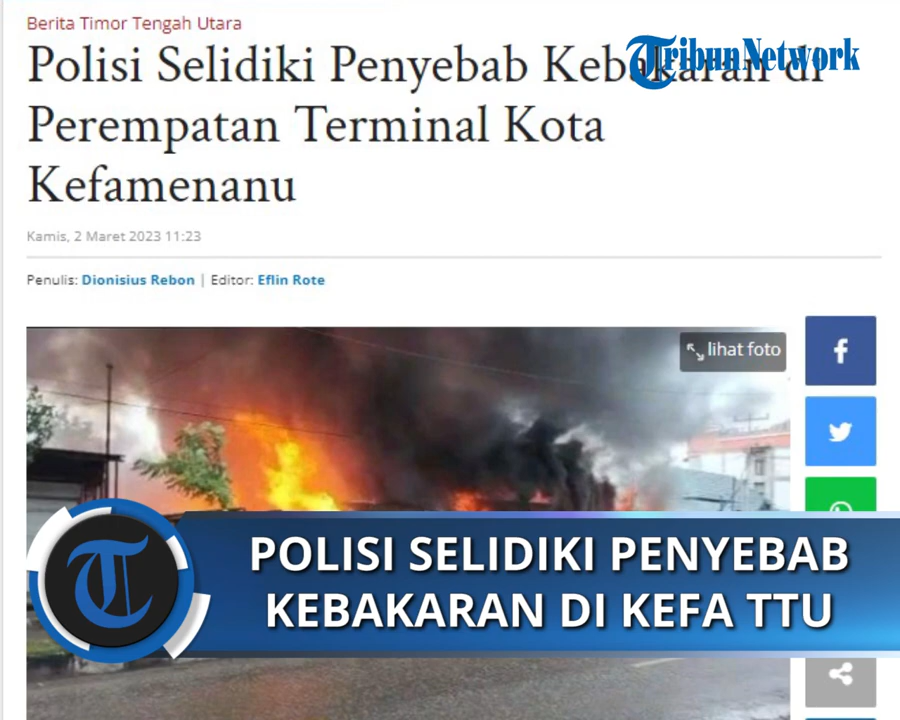 Berita Timor Tengah Utara
TribunNetwork
Polisi Selidiki Penyebab Kebakaran di
Perempatan Terminal Kota
Kefamenanu
Kamis, 2 Maret 2023 11:23
Penulis: Dionisius Rebon | Editor: Eflin Rote
lihat foto
POLISI SELIDIKI PENYEBAB
KEBAKARAN DI KEFA TTU